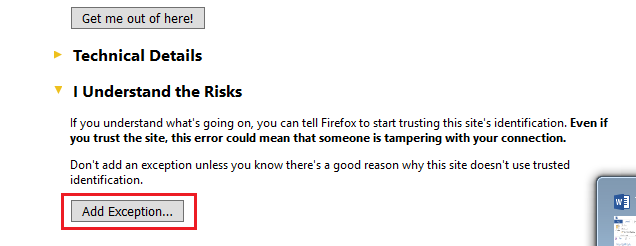 Get me out of here!
Technical Details
I Understand the Risks
If you understand what's going on, you can tell Firefox to start trusting this site's identification. Even if
you trust the site, this error could mean that someone is tampering with your connection.
Don't add an exception unless you know there's a good reason why this site doesn't use trusted
identification.
Add Exception...
W